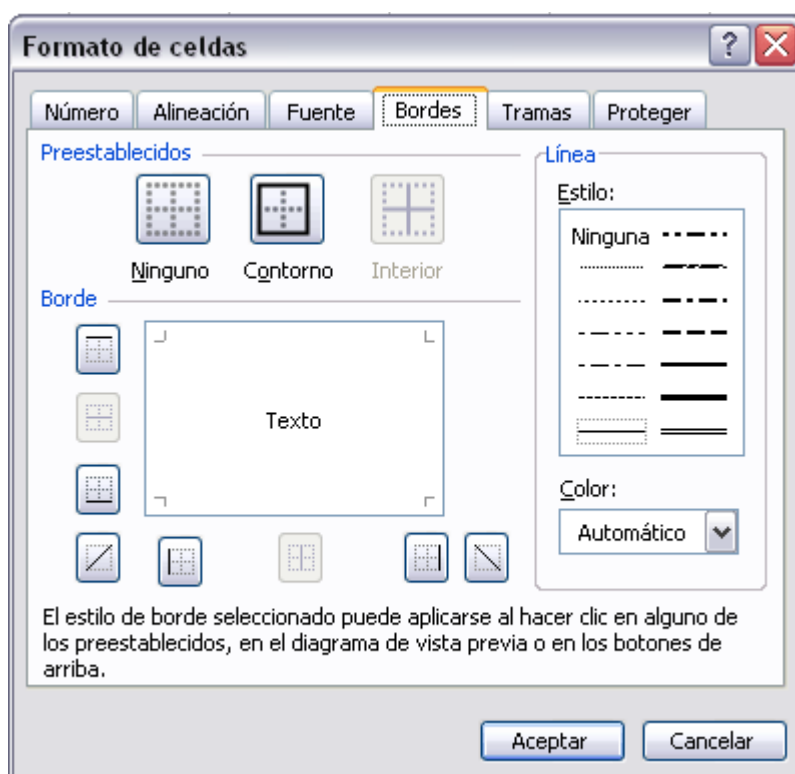 Formato de celdas
Número Alineación Fuente Bordes Tramas Proteger
Preestablecidos
Ninguno Contorno Interior
Borde
Texto
Línea
Estilo:
Ninguna
Color:
Automático
El estilo de borde seleccionado puede aplicarse al hacer clic en alguno de
los preestablecidos, en el diagrama de vista previa o en los botones de
arriba.
Aceptar Cancelar